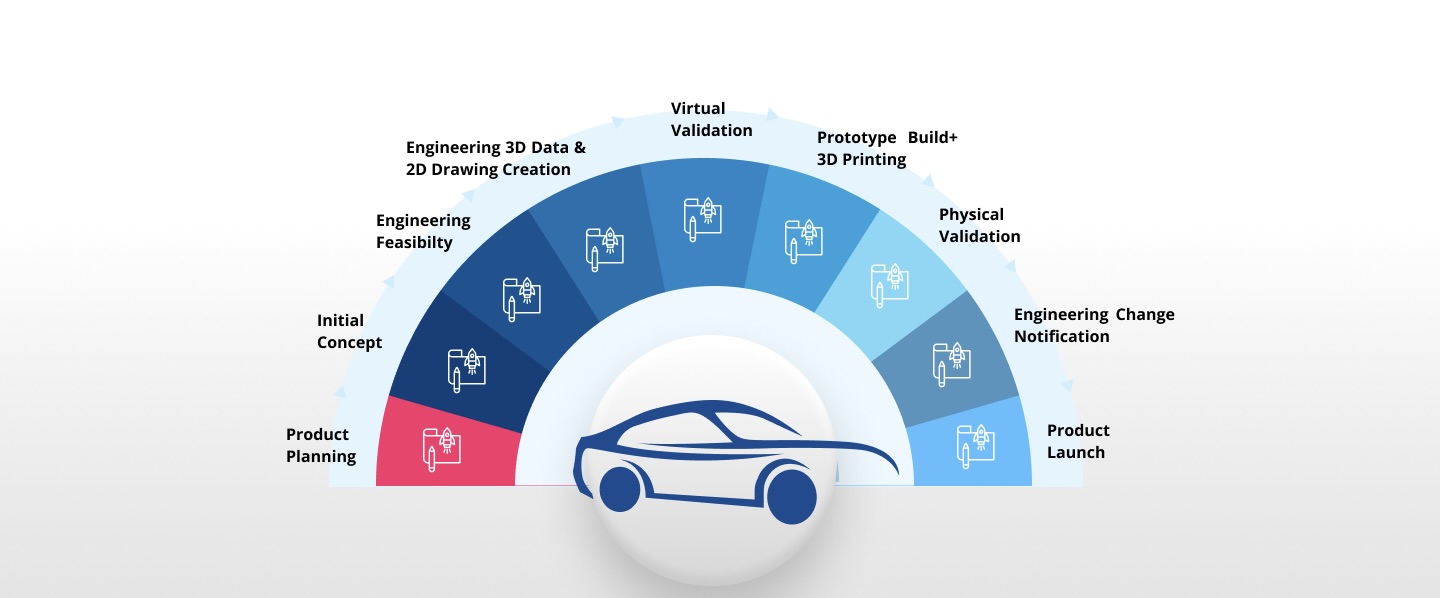 Product
Planning
Initial
Concept
Engineering
Feasibilty
Engineering 3D Data &
2D Drawing Creation
Virtual
Validation
Prototype Build+
3D Printing
Physical
Validation
Engineering Change
Notification
Product
Launch